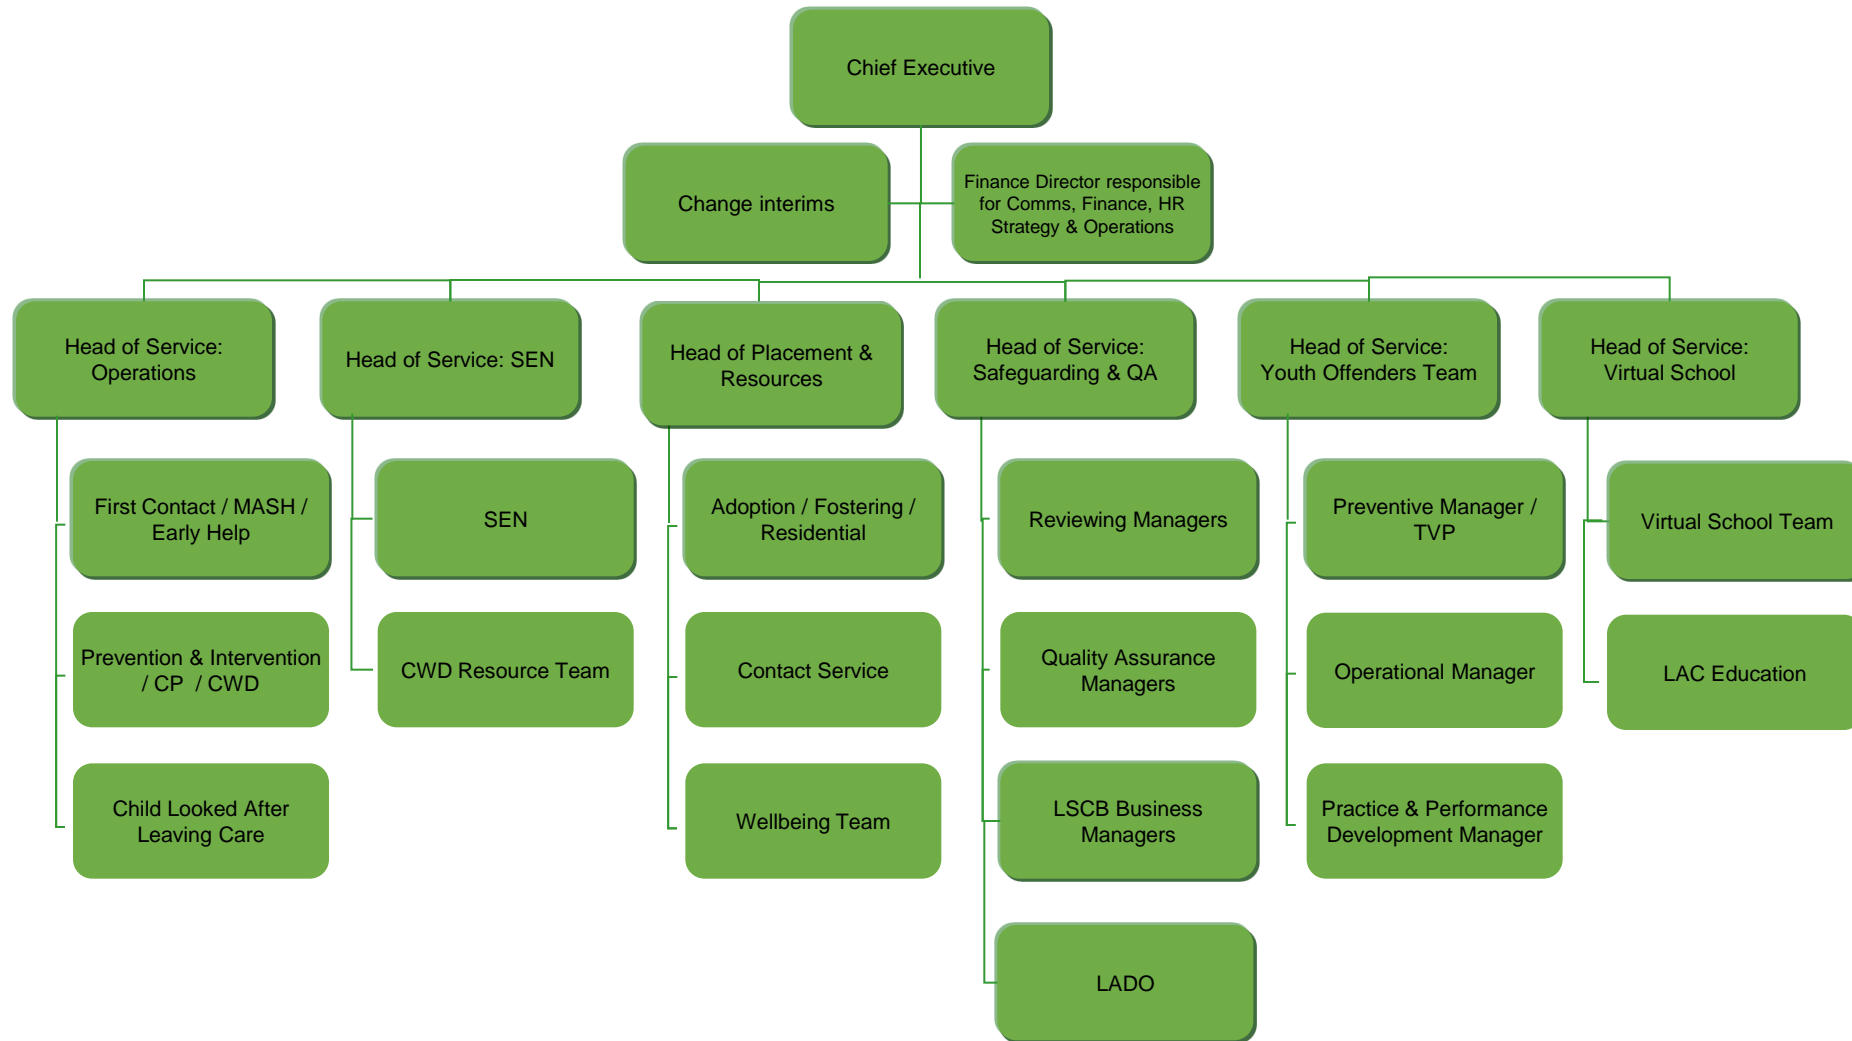 Chief Executive
Change interims
Finance Director responsible
for Comms, Finance, HR
Strategy & Operations
Head of Service:
Operations
Head of Service: SEN
Head of Placement &
Resources
Head of Service:
Safeguarding & QA
Head of Service:
Youth Offenders Team
Head of Service:
Virtual School
First Contact / MASH /
Early Help
SEN
Adoption / Fostering /
Residential
Reviewing Managers
Preventive Manager /
TVP
Virtual School Team
Prevention & Intervention
/ CP / CWD
CWD Resource Team
Contact Service
Quality Assurance
Managers
Operational Manager
LAC Education
Child Looked After
Leaving Care
Wellbeing Team
LSCB Business
Managers
Practice & Performance
Development Manager
LADO